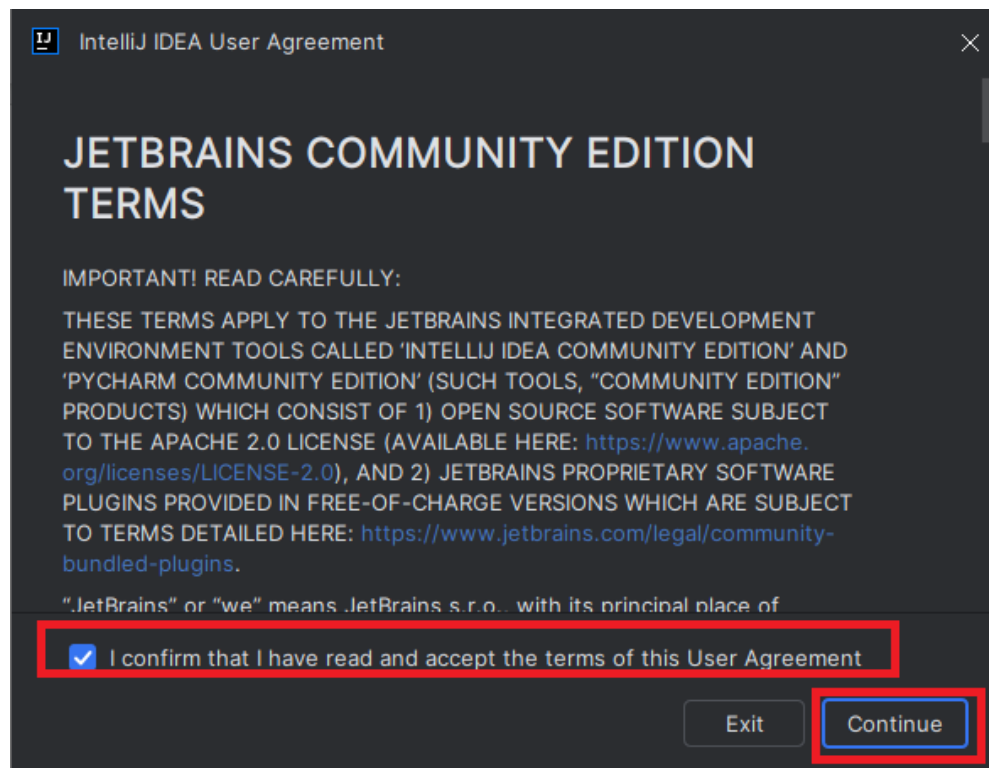 IJ IntelliJ IDEA User Agreement
JETBRAINS COMMUNITY EDITION
TERMS
IMPORTANT! READ CAREFULLY:
THESE TERMS APPLY TO THE JETBRAINS INTEGRATED DEVELOPMENT
ENVIRONMENT TOOLS CALLED ‘INTELLIJ IDEA COMMUNITY EDITION’ AND
‘PYCHARM COMMUNITY EDITION’ (SUCH TOOLS, “COMMUNITY EDITION”
PRODUCTS) WHICH CONSIST OF 1) OPEN SOURCE SOFTWARE SUBJECT
TO THE APACHE 2.0 LICENSE (AVAILABLE HERE: https://www.apache.
org/licenses/LICENSE-2.0), AND 2) JETBRAINS PROPRIETARY SOFTWARE
PLUGINS PROVIDED IN FREE-OF-CHARGE VERSIONS WHICH ARE SUBJECT
TO TERMS DETAILED HERE: https://www.jetbrains.com/legal/community-
bundled-plugins.
“JetBrains” or “we” means JetBrains s.r.o., with its principal place of
I confirm that I have read and accept the terms of this User Agreement
Exit Continue